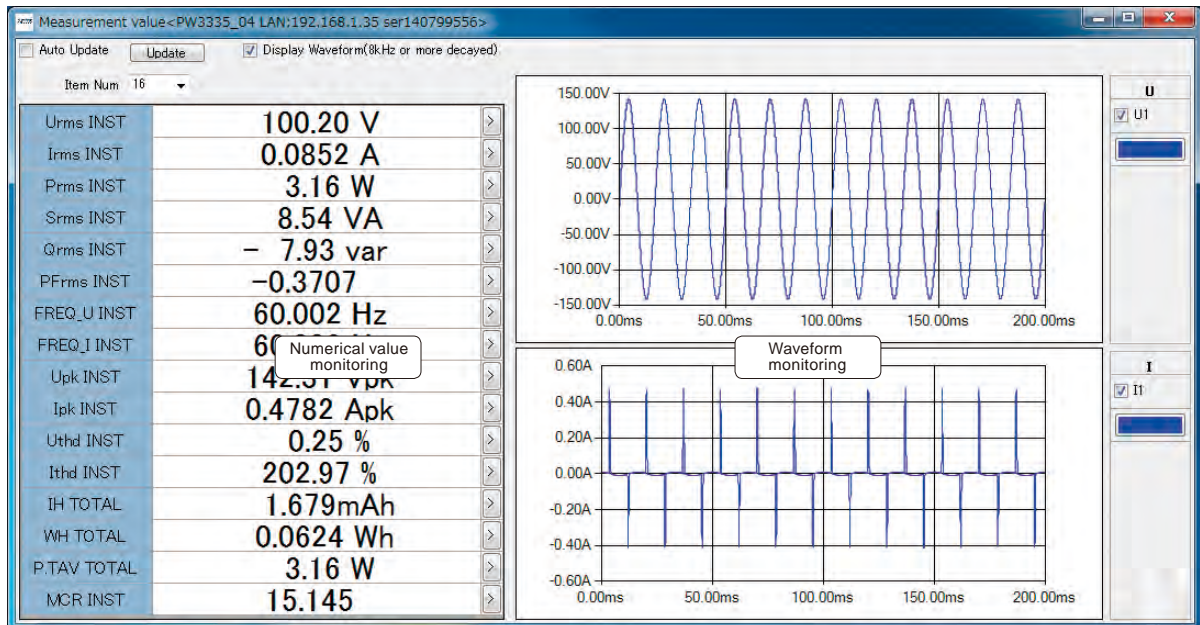 Measurement value<PW3335_04 LAN:192.168.1.35 ser140799556>
Auto Update Update Display Waveform(8kHz or more decayed)
Item Num 16
Urms INST 100.20 V
Irms INST 0.0852 A
Prms INST 3.16 W
Srms INST 8.54 VA
Qrms INST - 7.93 var
PFrms INST -0.3707
FREQ_U INST 60.002 Hz
FREQ_I INST
Upk INST Vpk
Ipk INST 0.4782 Apk
Uthd INST 0.25 %
Ithd INST 202.97 %
IH TOTAL 1.679mAh
WH TOTAL 0.0624 Wh
P.TAV TOTAL 3.16 W
MCR INST 15.145
Numerical value
monitoring
150.00V
100.00V
50.00V
0.00V
-50.00V
-100.00V
-150.00V
0.00ms 50.00ms 100.00ms 150.00ms 200.00ms
U
U1
Waveform
monitoring
0.60A
0.40A
0.20A
0.00A
-0.20A
-0.40A
-0.60A
0.00ms 50.00ms 100.00ms 150.00ms 200.00ms
I
I1